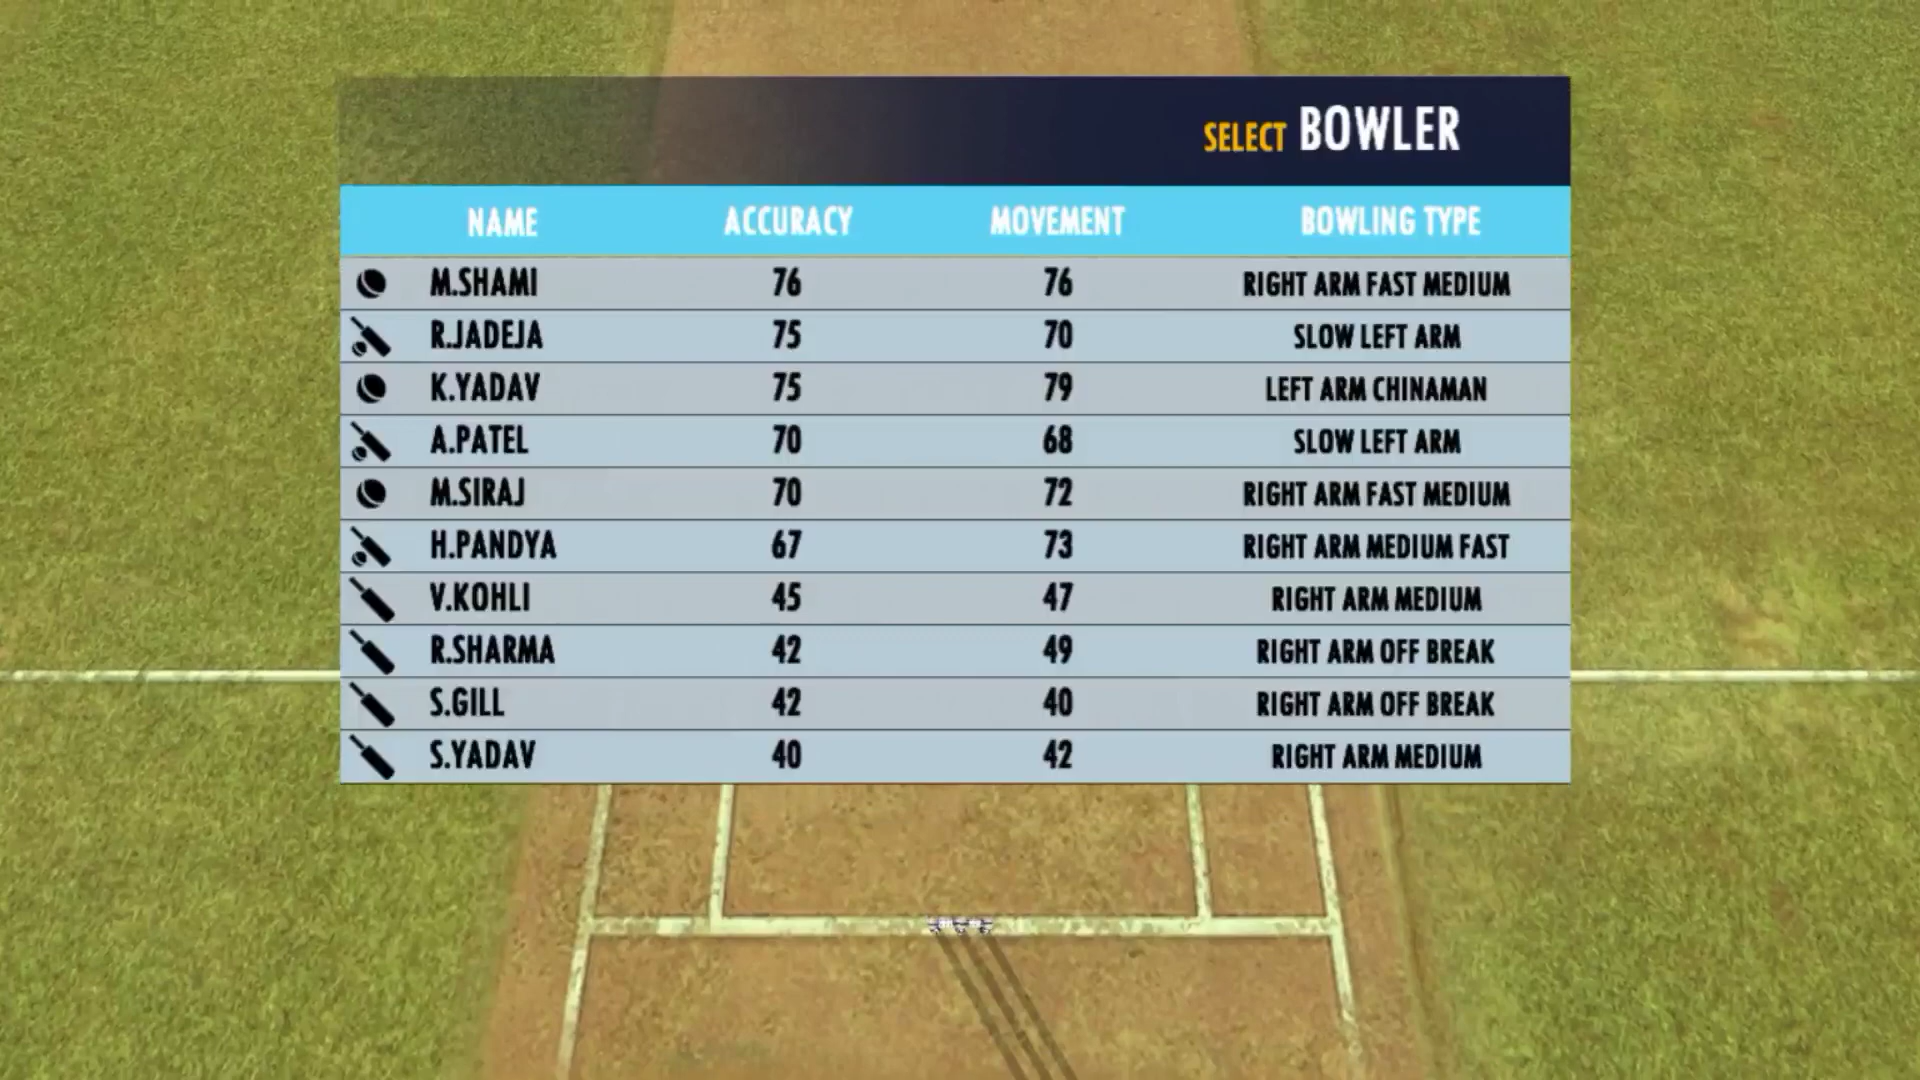 SELECT BOWLER
NAME ACCURACY MOVEMENT BOWLING TYPE
M.SHAMI 76 76 RIGHT ARM FAST MEDIUM
R.JADEJA 75 70 SLOW LEFT ARM
K.YADAV 75 79 LEFT ARM CHINAMAN
A.PATEL 70 68 SLOW LEFT ARM
M.SIRAJ 70 72 RIGHT ARM FAST MEDIUM
H.PANDYA 67 73 RIGHT ARM MEDIUM FAST
V.KOHLI 45 47 RIGHT ARM MEDIUM
R.SHARMA 42 49 RIGHT ARM OFF BREAK
S.GILL 42 40 RIGHT ARM OFF BREAK
S.YADAV 40 42 RIGHT ARM MEDIUM